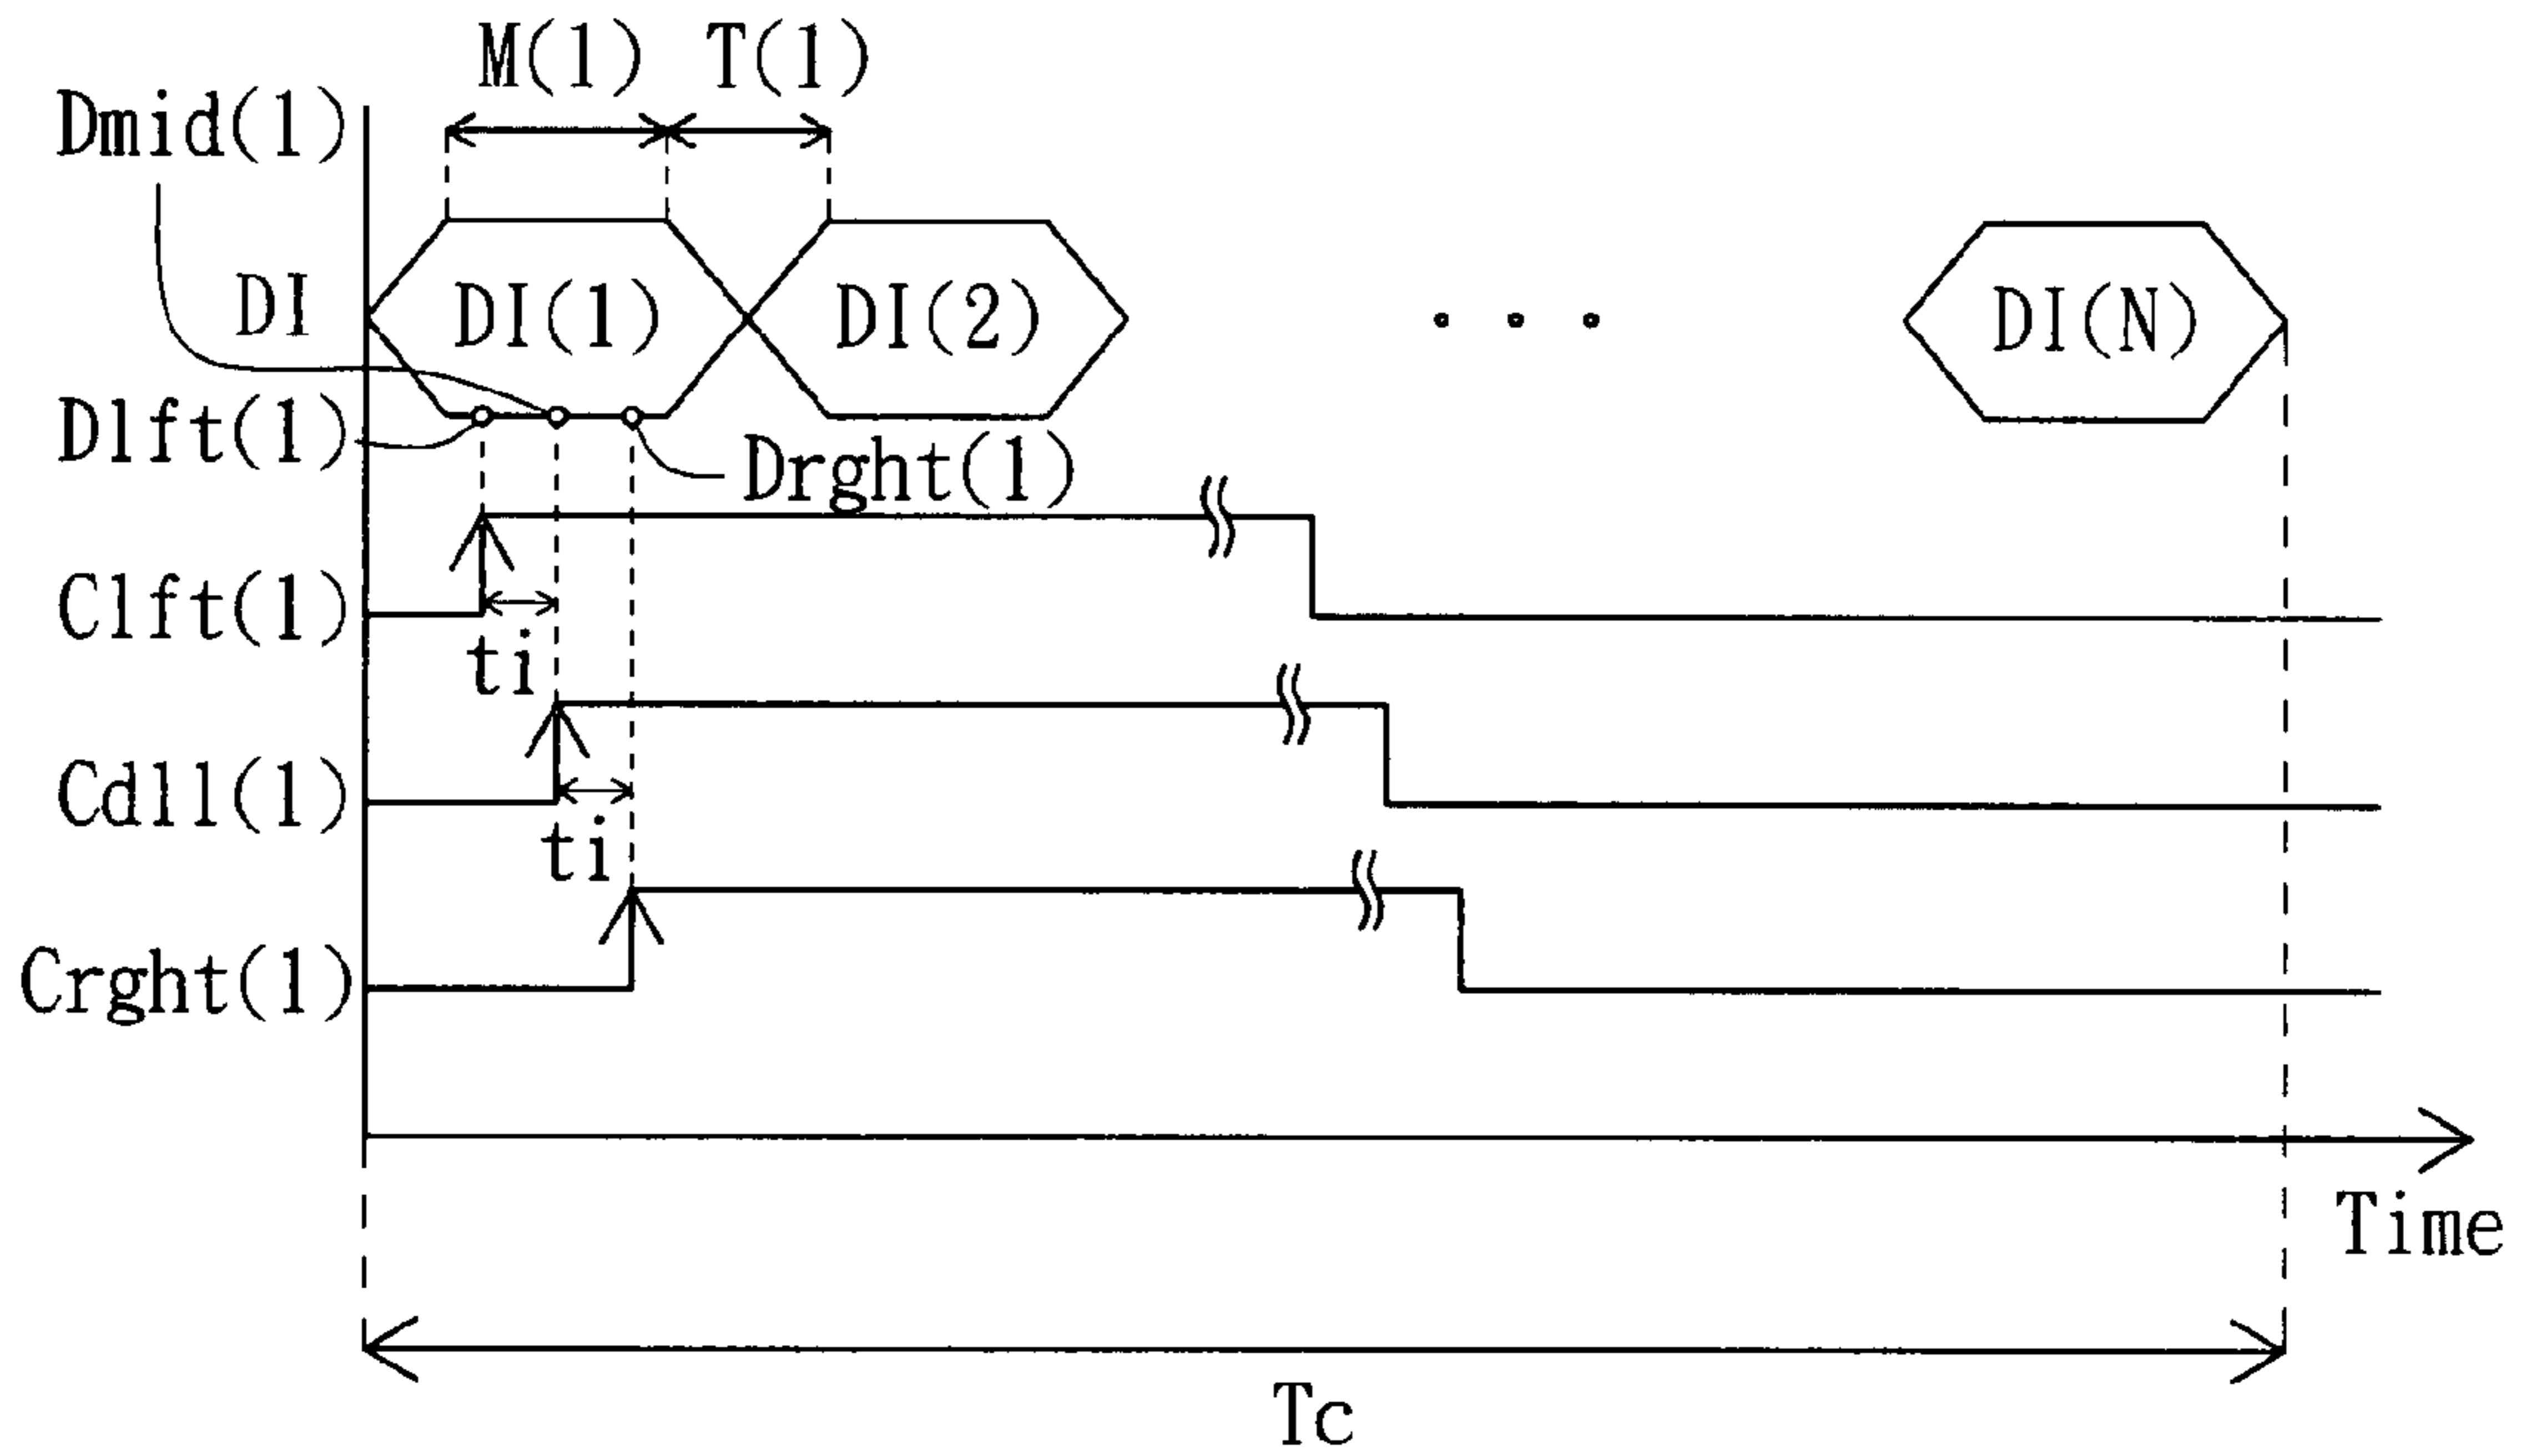 M(1) T(1)
Dmid(1)
DI DI(1) DI(2) DI(N)
Dlft(1)
Drght(1)
Clft(1)
ti
Cdll(1)
ti
Crght(1)
Time
Tc